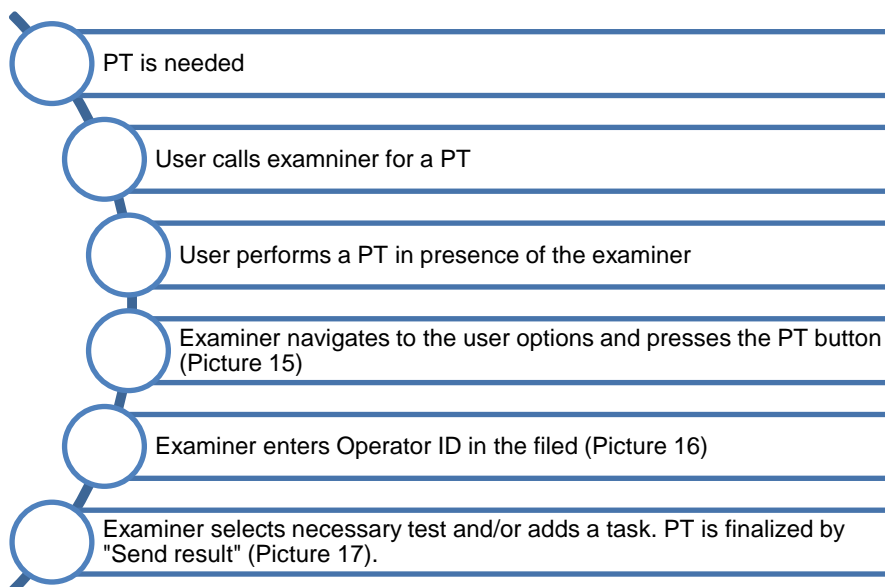 PT is needed
User calls examniner for a PT
User performs a PT in presence of the examiner
Examiner navigates to the user options and presses the PT button
(Picture 15)
Examiner enters Operator ID in the filed (Picture 16)
Examiner selects necessary test and/or adds a task. PT is finalized by
"Send result" (Picture 17).